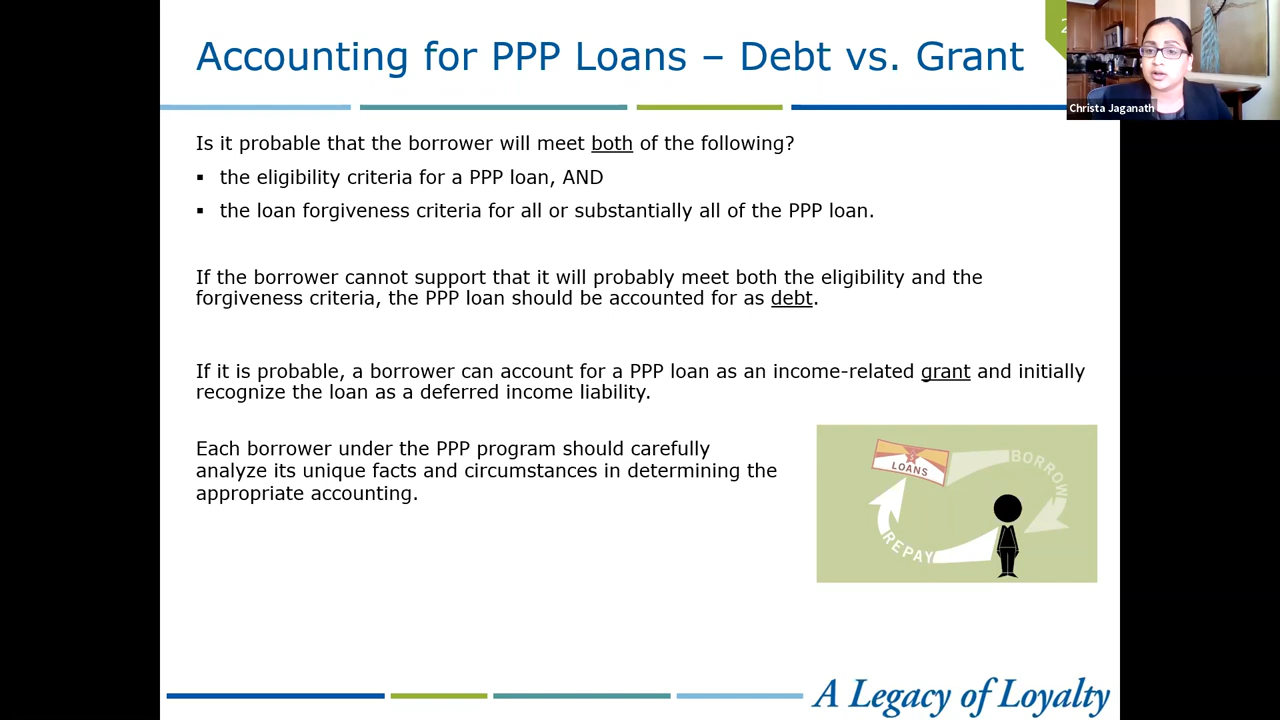 Accounting for PPP Loans – Debt vs. Grant
Christa Jaganath
Is it probable that the borrower will meet both of the following?
▪ the eligibility criteria for a PPP loan, AND
▪ the loan forgiveness criteria for all or substantially all of the PPP loan.
If the borrower cannot support that it will probably meet both the eligibility and the
forgiveness criteria, the PPP loan should be accounted for as debt.
If it is probable, a borrower can account for a PPP loan as an income-related grant and initially
recognize the loan as a deferred income liability.
Each borrower under the PPP program should carefully
analyze its unique facts and circumstances in determining the
appropriate accounting.
LOANS
BORROW
REPAY
A Legacy of Loyalty